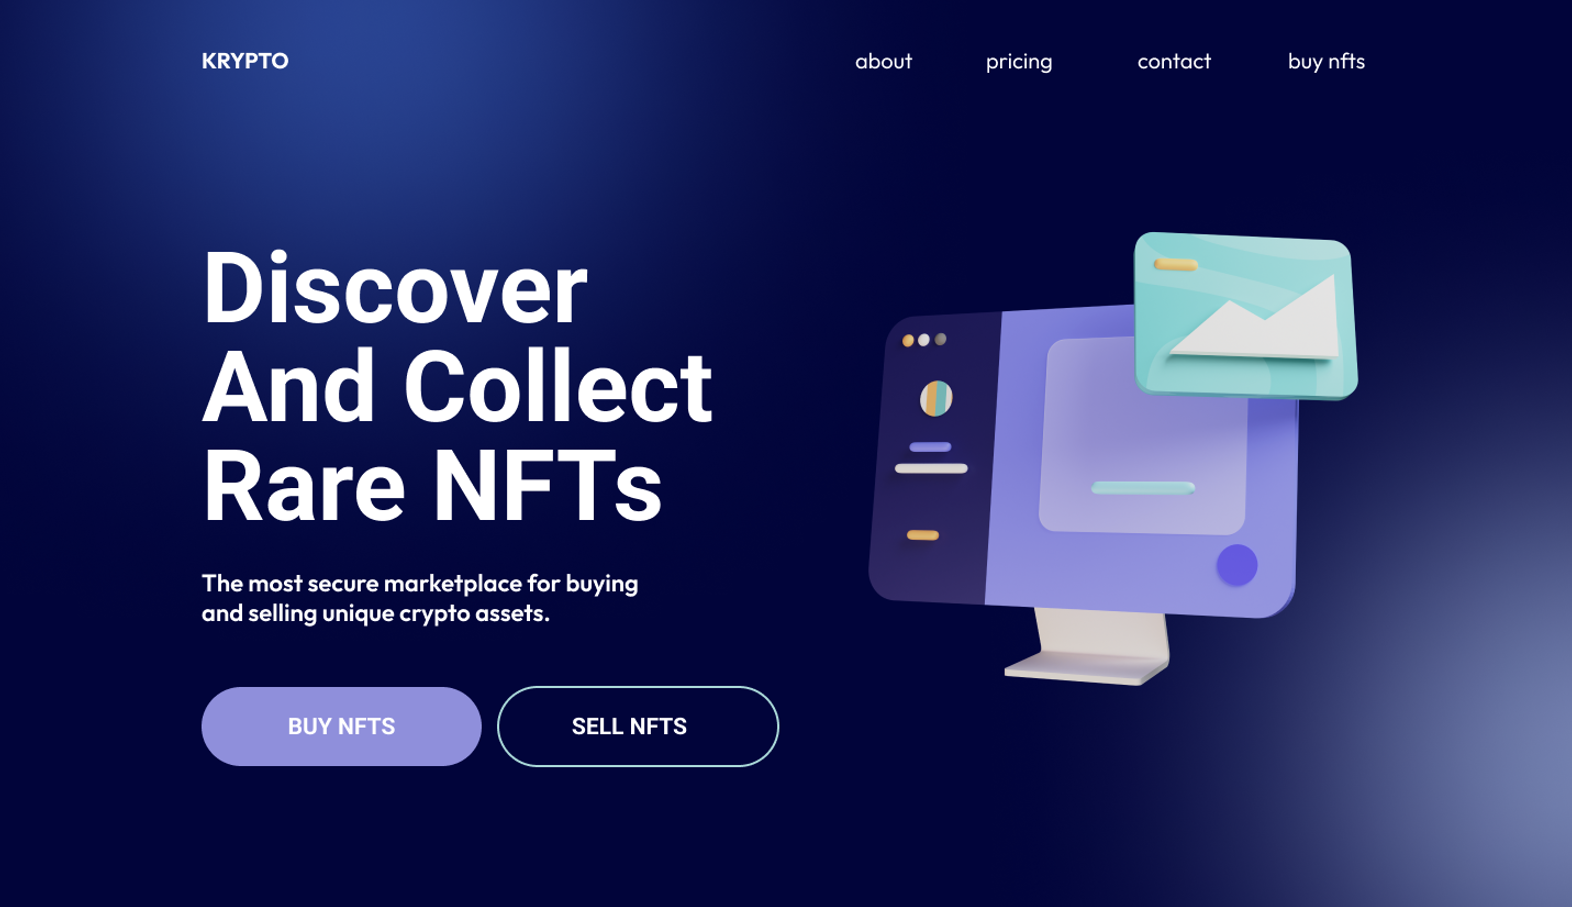 KRYPTO
about pricing contact buy nfts
Discover
And Collect
Rare NFTs
The most secure marketplace for buying
and selling unique crypto assets.
BUY NFTS
SELL NFTS